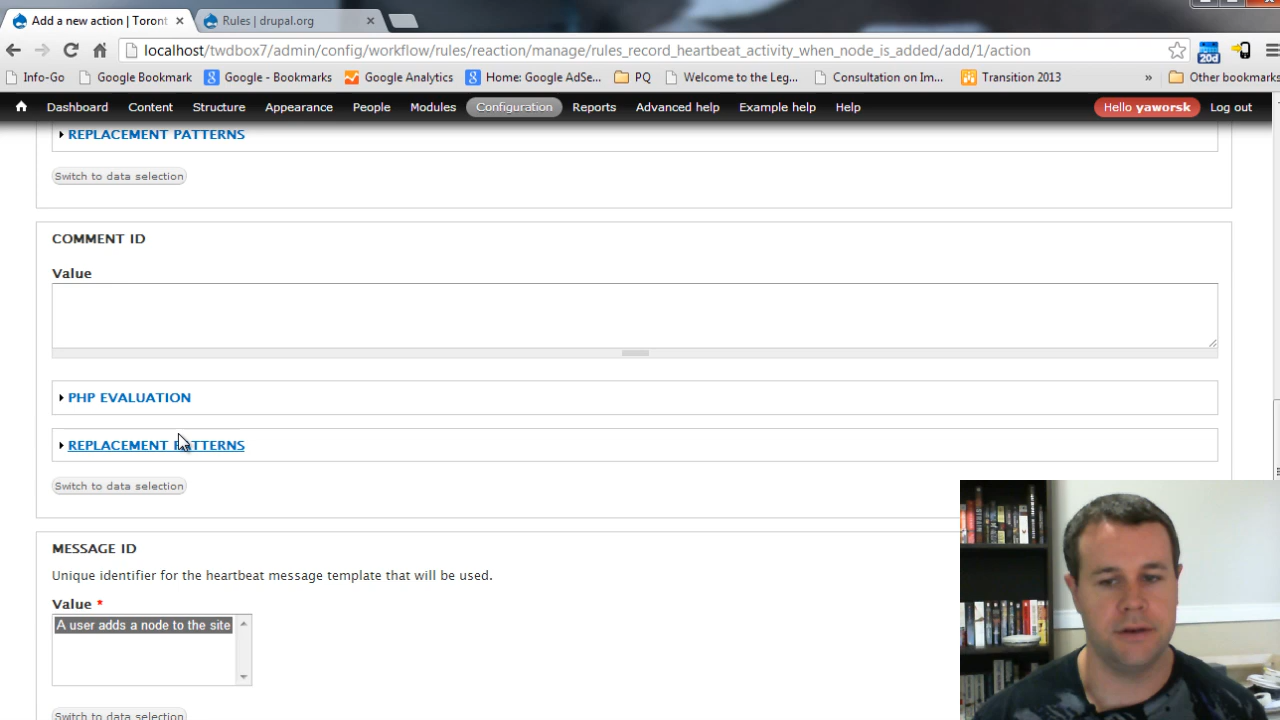 Add a new action | Toront
Rules | drupal.org
localhost/twdbox7/admin/config/workflow/rules/reaction/manage/rules_record_heartbeat_activity_when_node_is_added/add/1/action
20d
Info-Go
Google Bookmark
Google - Bookmarks
Google Analytics
Home: Google AdSe...
PQ
Welcome to the Leg...
Consultation on Im...
Transition 2013
»
Other bookmarks
Dashboard
Content
Structure
Appearance
People
Modules
Configuration
Reports
Advanced help
Example help
Help
Hello yaworsk
Log out
REPLACEMENT PATTERNS
Switch to data selection
COMMENT ID
Value
PHP EVALUATION
REPLACEMENT PATTERNS
Switch to data selection
MESSAGE ID
Unique identifier for the heartbeat message template that will be used.
Value *
A user adds a node to the site
Switch to data selection